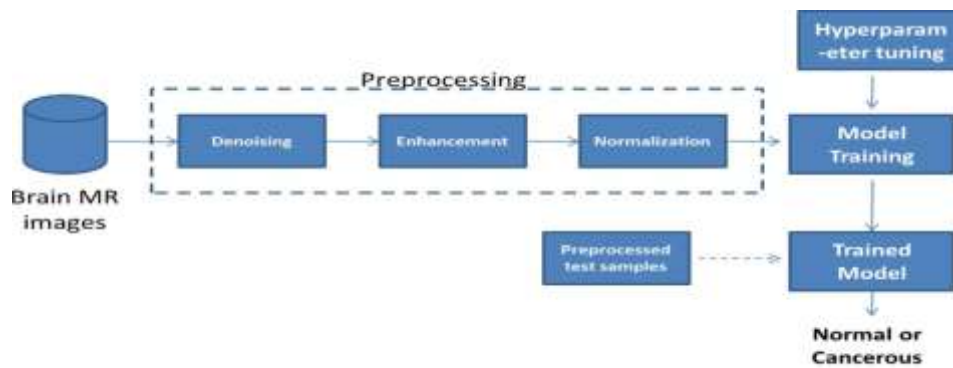 Hyperparam
-eter tuning
Preprocessing
Denoising
Enhancement
Normalization
Model
Training
Brain MR
images
Preprocessed
test samples
Trained
Model
Normal or
Cancerous